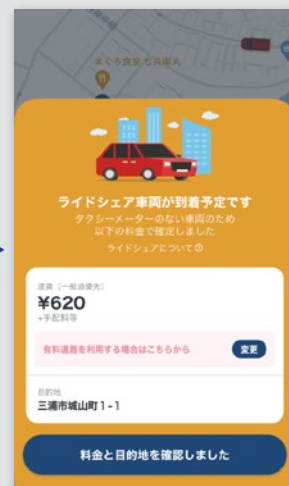 まぐろ食堂 七兵衛丸
ライドシェア車両が到着予定です
タクシーメーターのない車両のため
以下の料金で確定しました
ライドシェアについて
運賃（一般道優先）
¥620
+手配料等
有料道路を利用する場合はこちらから
変更
目的地
三浦市城山町1-1
料金と目的地を確認しました